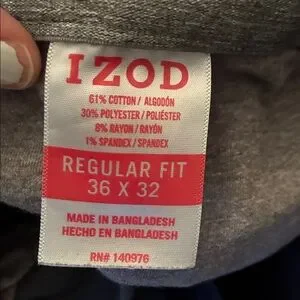 IZOD
61% COTTON / ALGODÓN
30% POLYESTER / POLIÉSTER
8% RAYON / RAYÓN
1% SPANDEX / SPANDEX
REGULAR FIT
36 X 32
MADE IN BANGLADESH
HECHO EN BANGLADESH
RN# 140976